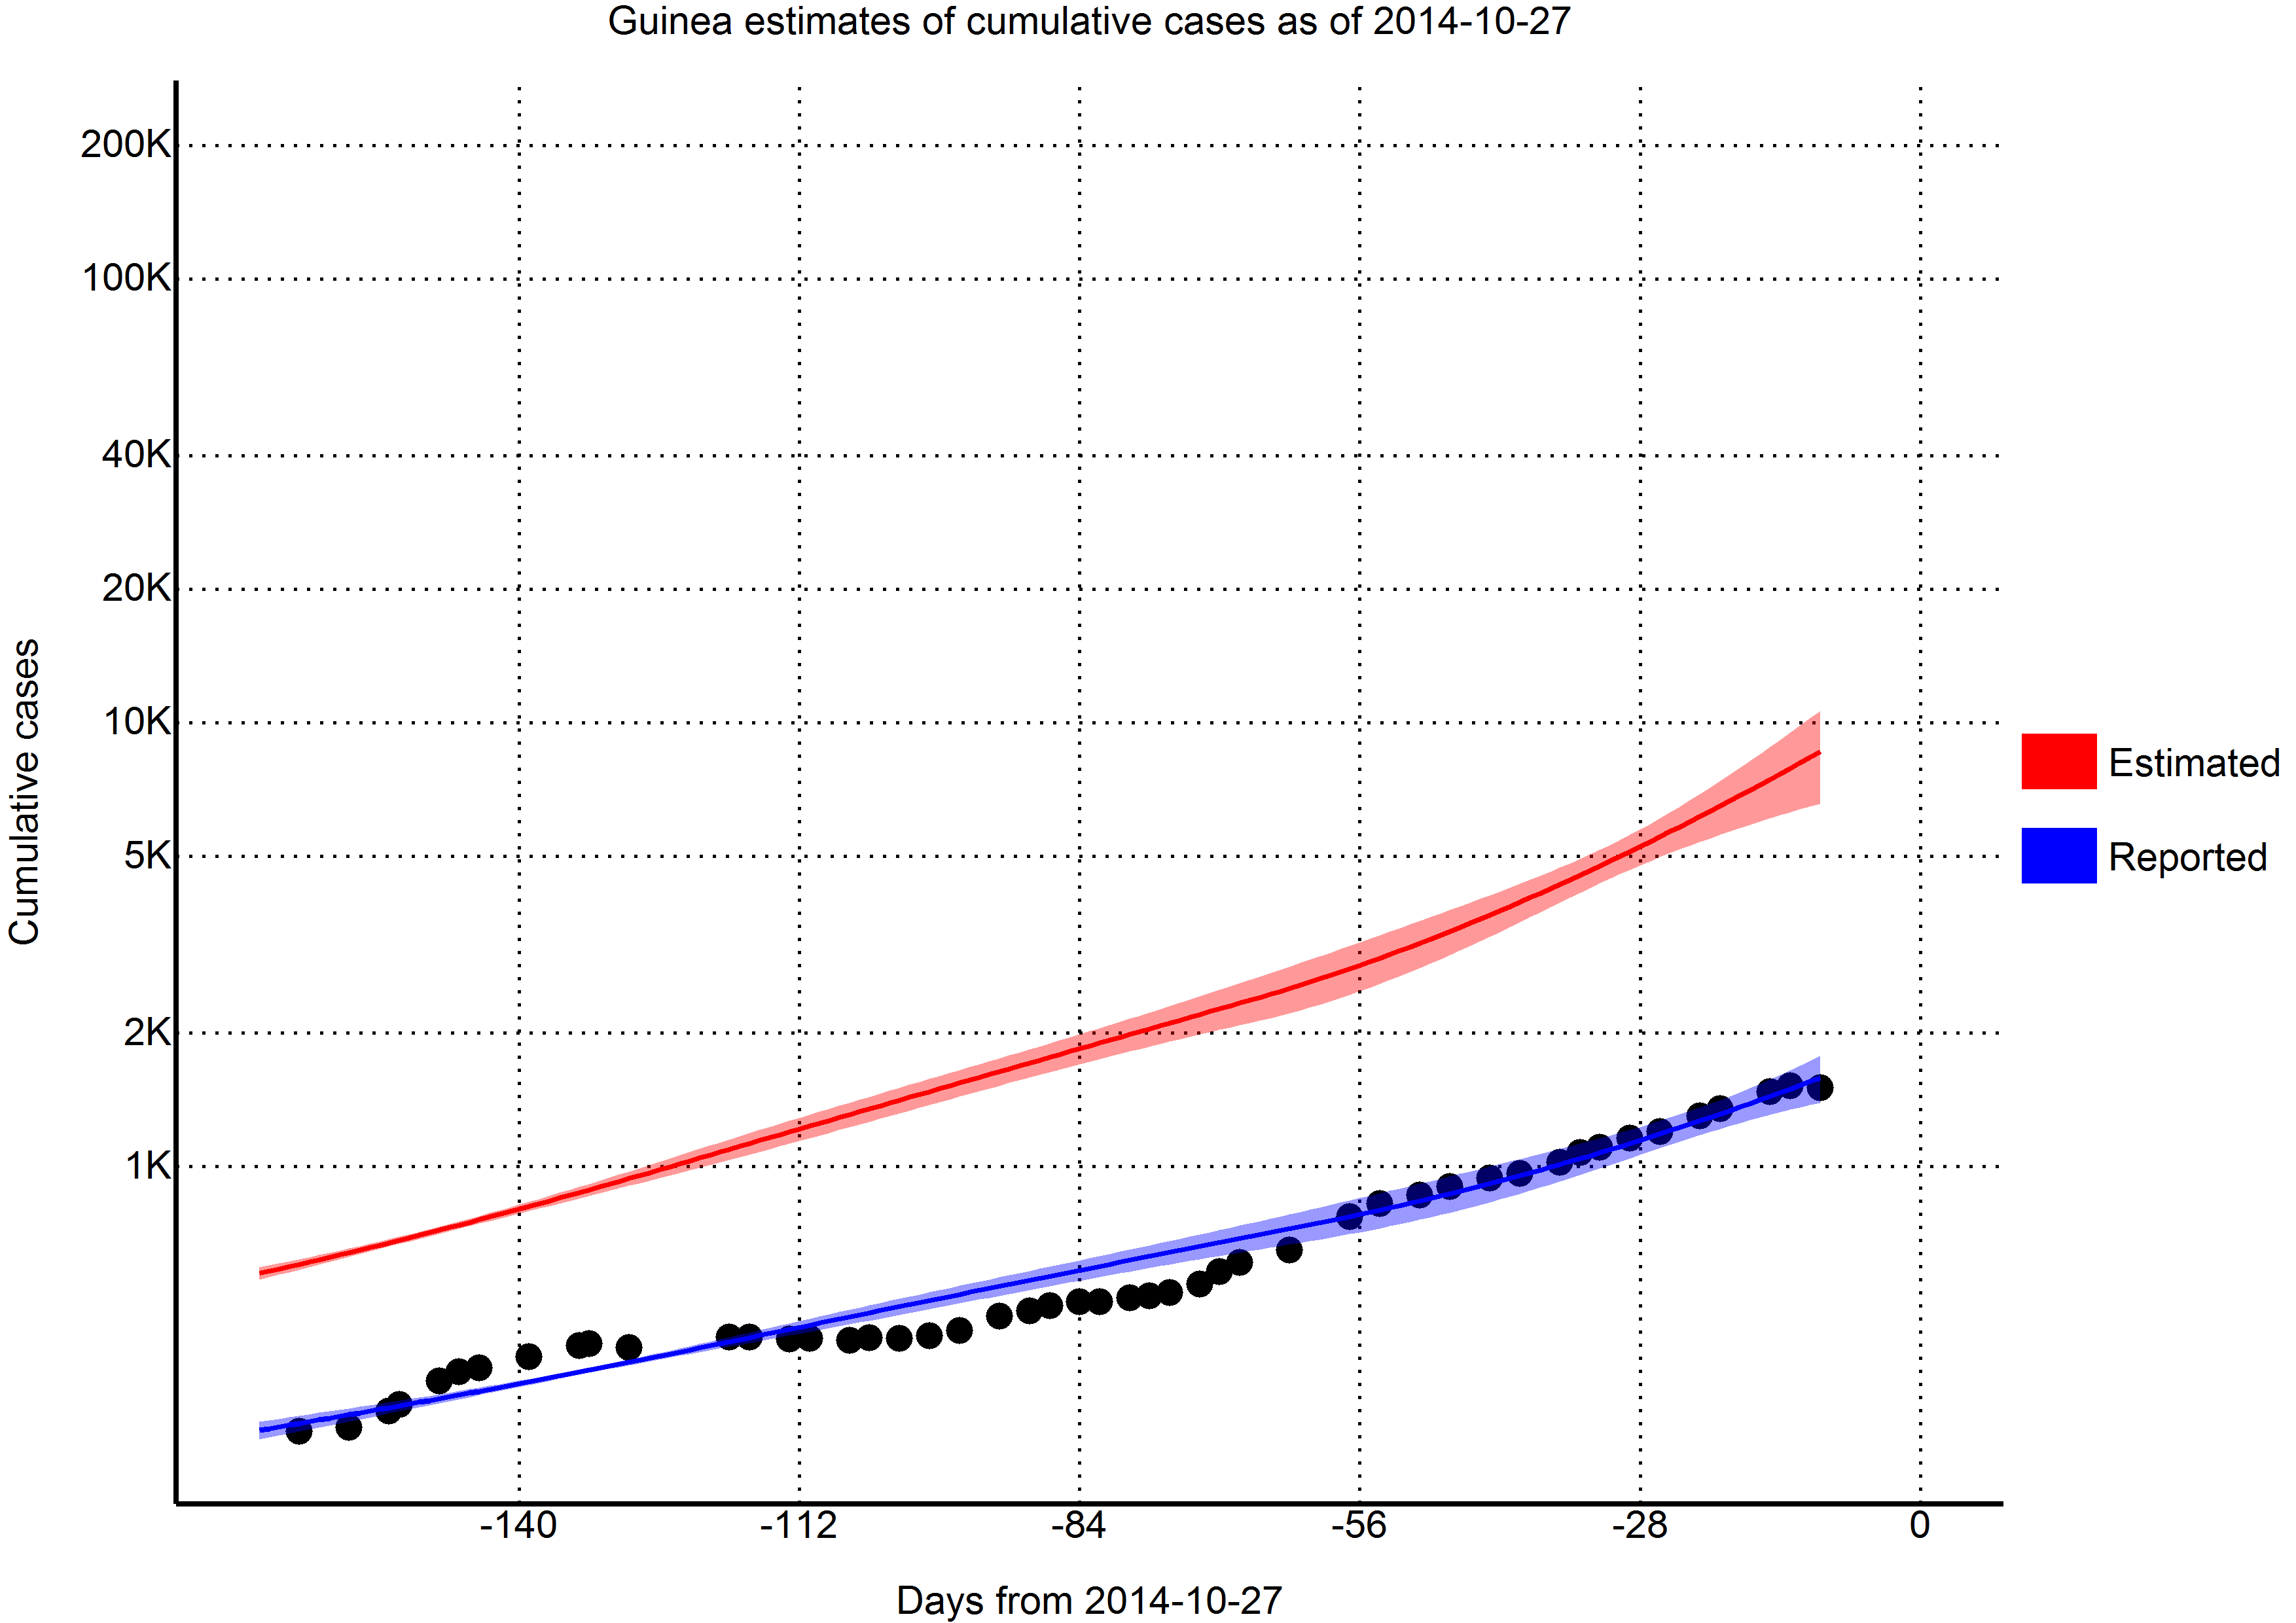 Guinea estimates of cumulative cases as of 2014-10-27
Cumulative cases
200K
100K
40K
20K
10K
5K
2K
1K
-140
-112
-84
-56
-28
0
Days from 2014-10-27
Estimated
Reported